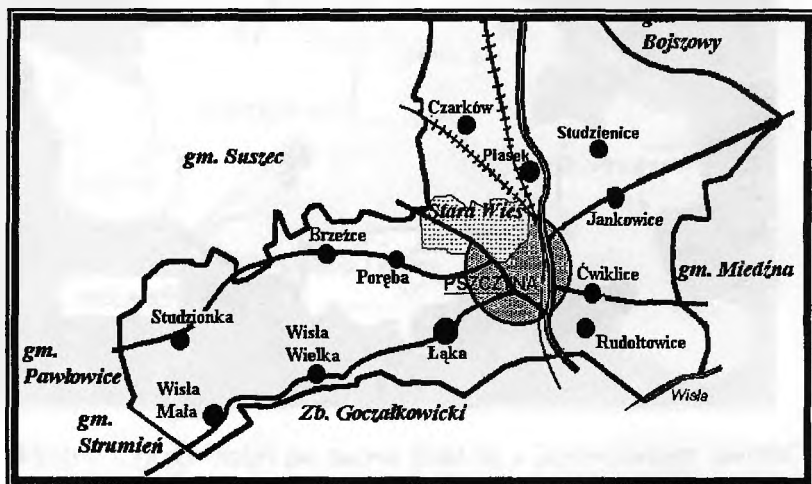 gm.
Bojszowy
Czarków
Studzienice
gm. Suszec
Piasek
Stara Wieś
Jankowice
Brzeźce
Poręba
Ćwiklice
gm. Miedźna
PSZCZYNA
Studzionka
Wisła
Wielka
Łąka
Rudołtowice
gm.
Pawłowice
Wisła
Mała
Zb. Goczałkowicki
Wisła
gm.
Strumień